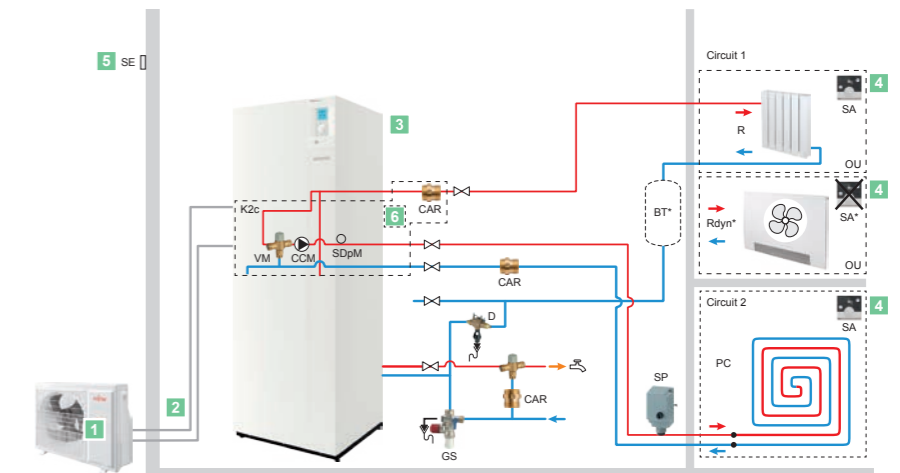 Circuit 1
5 SE
4
SA
3
R
OU
K2c
CAR
6
BT*
4
Rdyn*
SA*
VM
CCM
SDpM
OU
CAR
Circuit 2
4
D
SA
PC
SP
2
CAR
1
GS